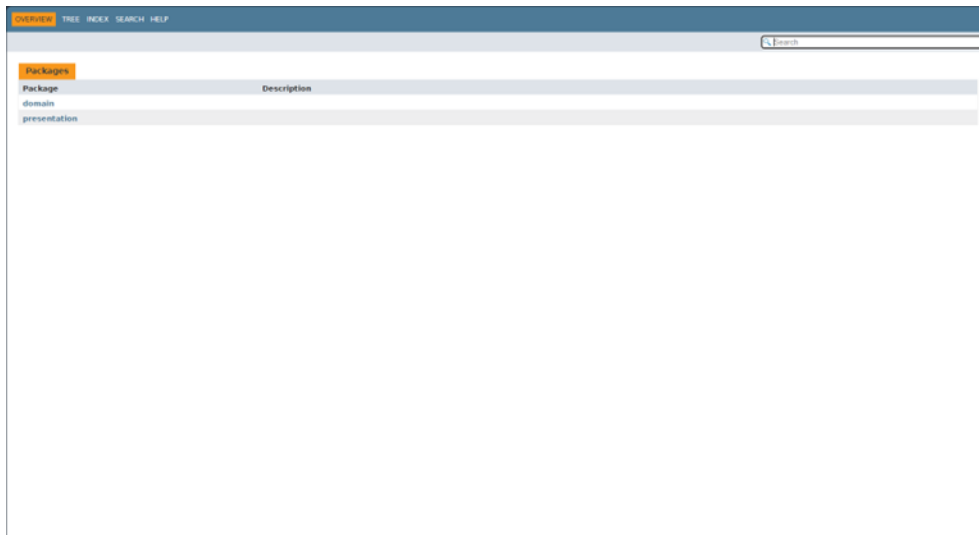 OVERVIEW TREE INDEX SEARCH HELP
Search
Packages
Package Description
domain
presentation